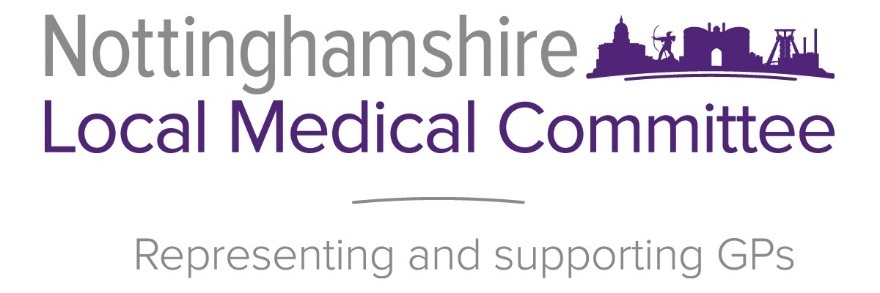 Nottinghamshire
Local Medical Committee
Representing and supporting GPs